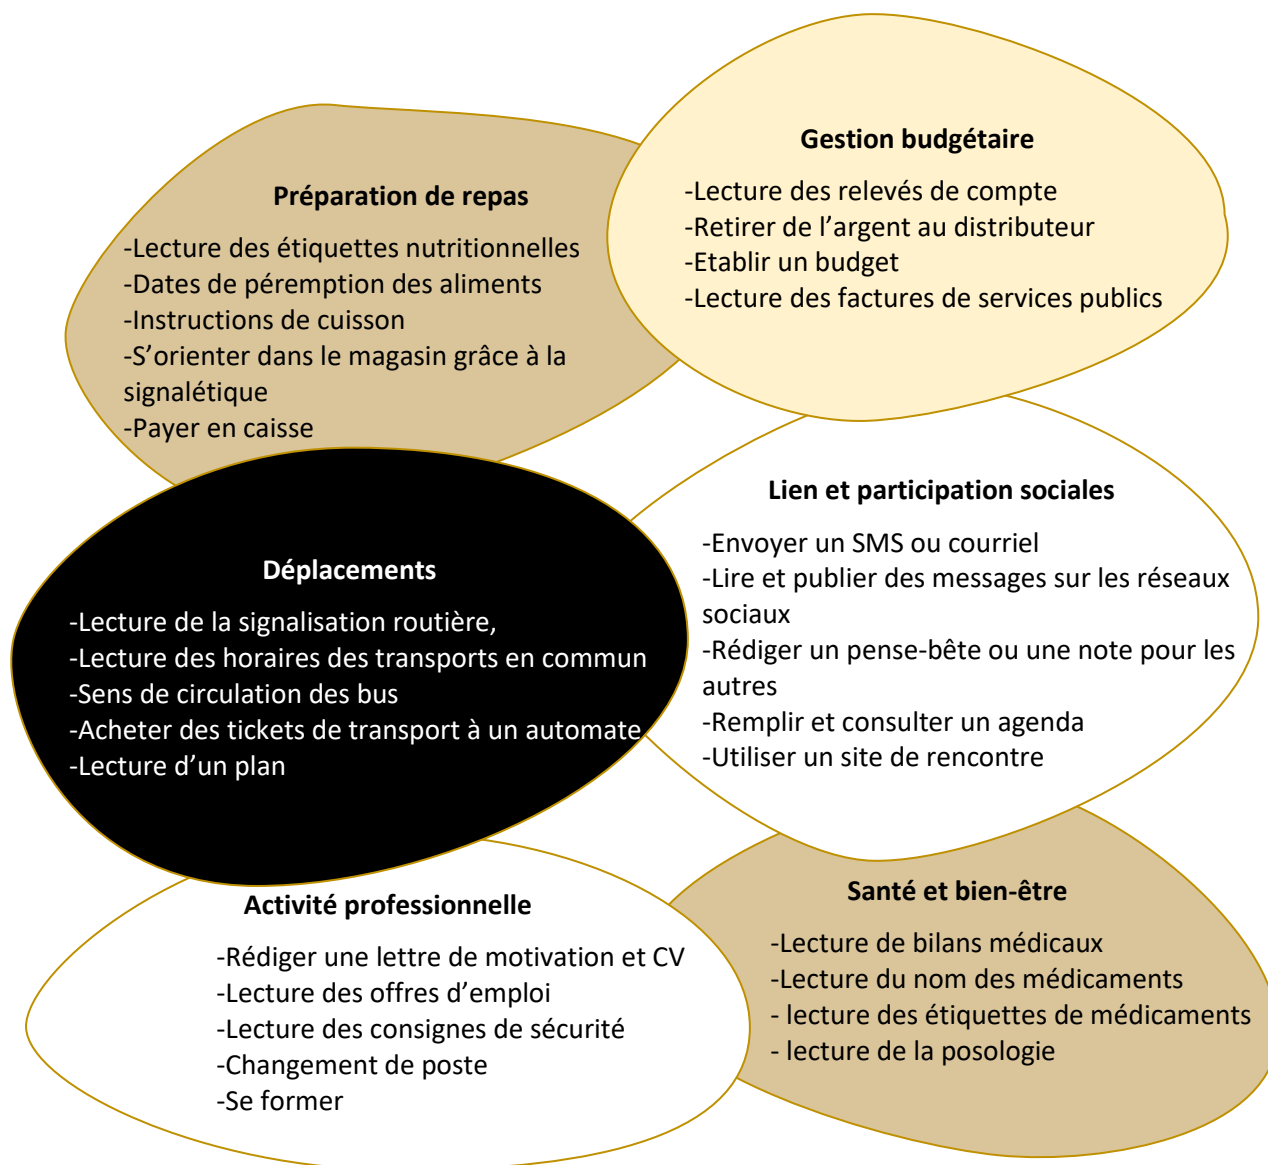 Gestion budgétaire
-Lecture des relevés de compte
-Retirer de l’argent au distributeur
-Etablir un budget
-Lecture des factures de services publics
Préparation de repas
-Lecture des étiquettes nutritionnelles
-Dates de péremption des aliments
-Instructions de cuisson
-S’orienter dans le magasin grâce à la
signalétique
-Payer en caisse
Lien et participation sociales
-Envoyer un SMS ou courriel
-Lire et publier des messages sur les réseaux
sociaux
-Rédiger un pense-bête ou une note pour les
autres
-Remplir et consulter un agenda
-Utiliser un site de rencontre
Déplacements
-Lecture de la signalisation routière,
-Lecture des horaires des transports en commun
-Sens de circulation des bus
-Acheter des tickets de transport à un automate
-Lecture d’un plan
Santé et bien-être
-Lecture de bilans médicaux
-Lecture du nom des médicaments
- lecture des étiquettes de médicaments
- lecture de la posologie
Activité professionnelle
-Rédiger une lettre de motivation et CV
-Lecture des offres d’emploi
-Lecture des consignes de sécurité
-Changement de poste
-Se former